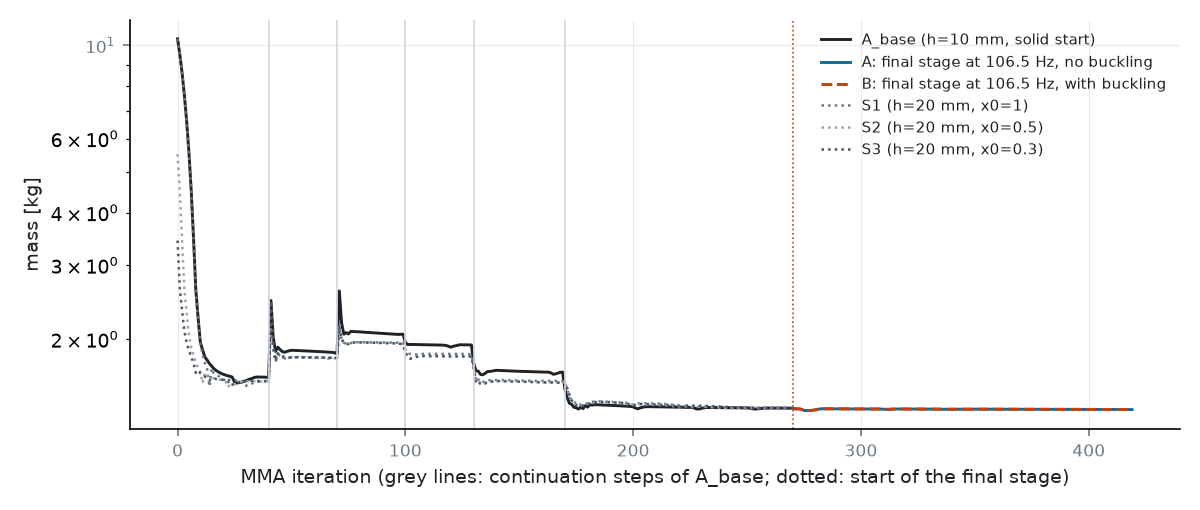 10¹
6 × 10⁰
4 × 10⁰
3 × 10⁰
2 × 10⁰
mass [kg]
A_base (h=10 mm, solid start)
A: final stage at 106.5 Hz, no buckling
B: final stage at 106.5 Hz, with buckling
S1 (h=20 mm, x0=1)
S2 (h=20 mm, x0=0.5)
S3 (h=20 mm, x0=0.3)
0 100 200 300 400
MMA iteration (grey lines: continuation steps of A_base; dotted: start of the final stage)